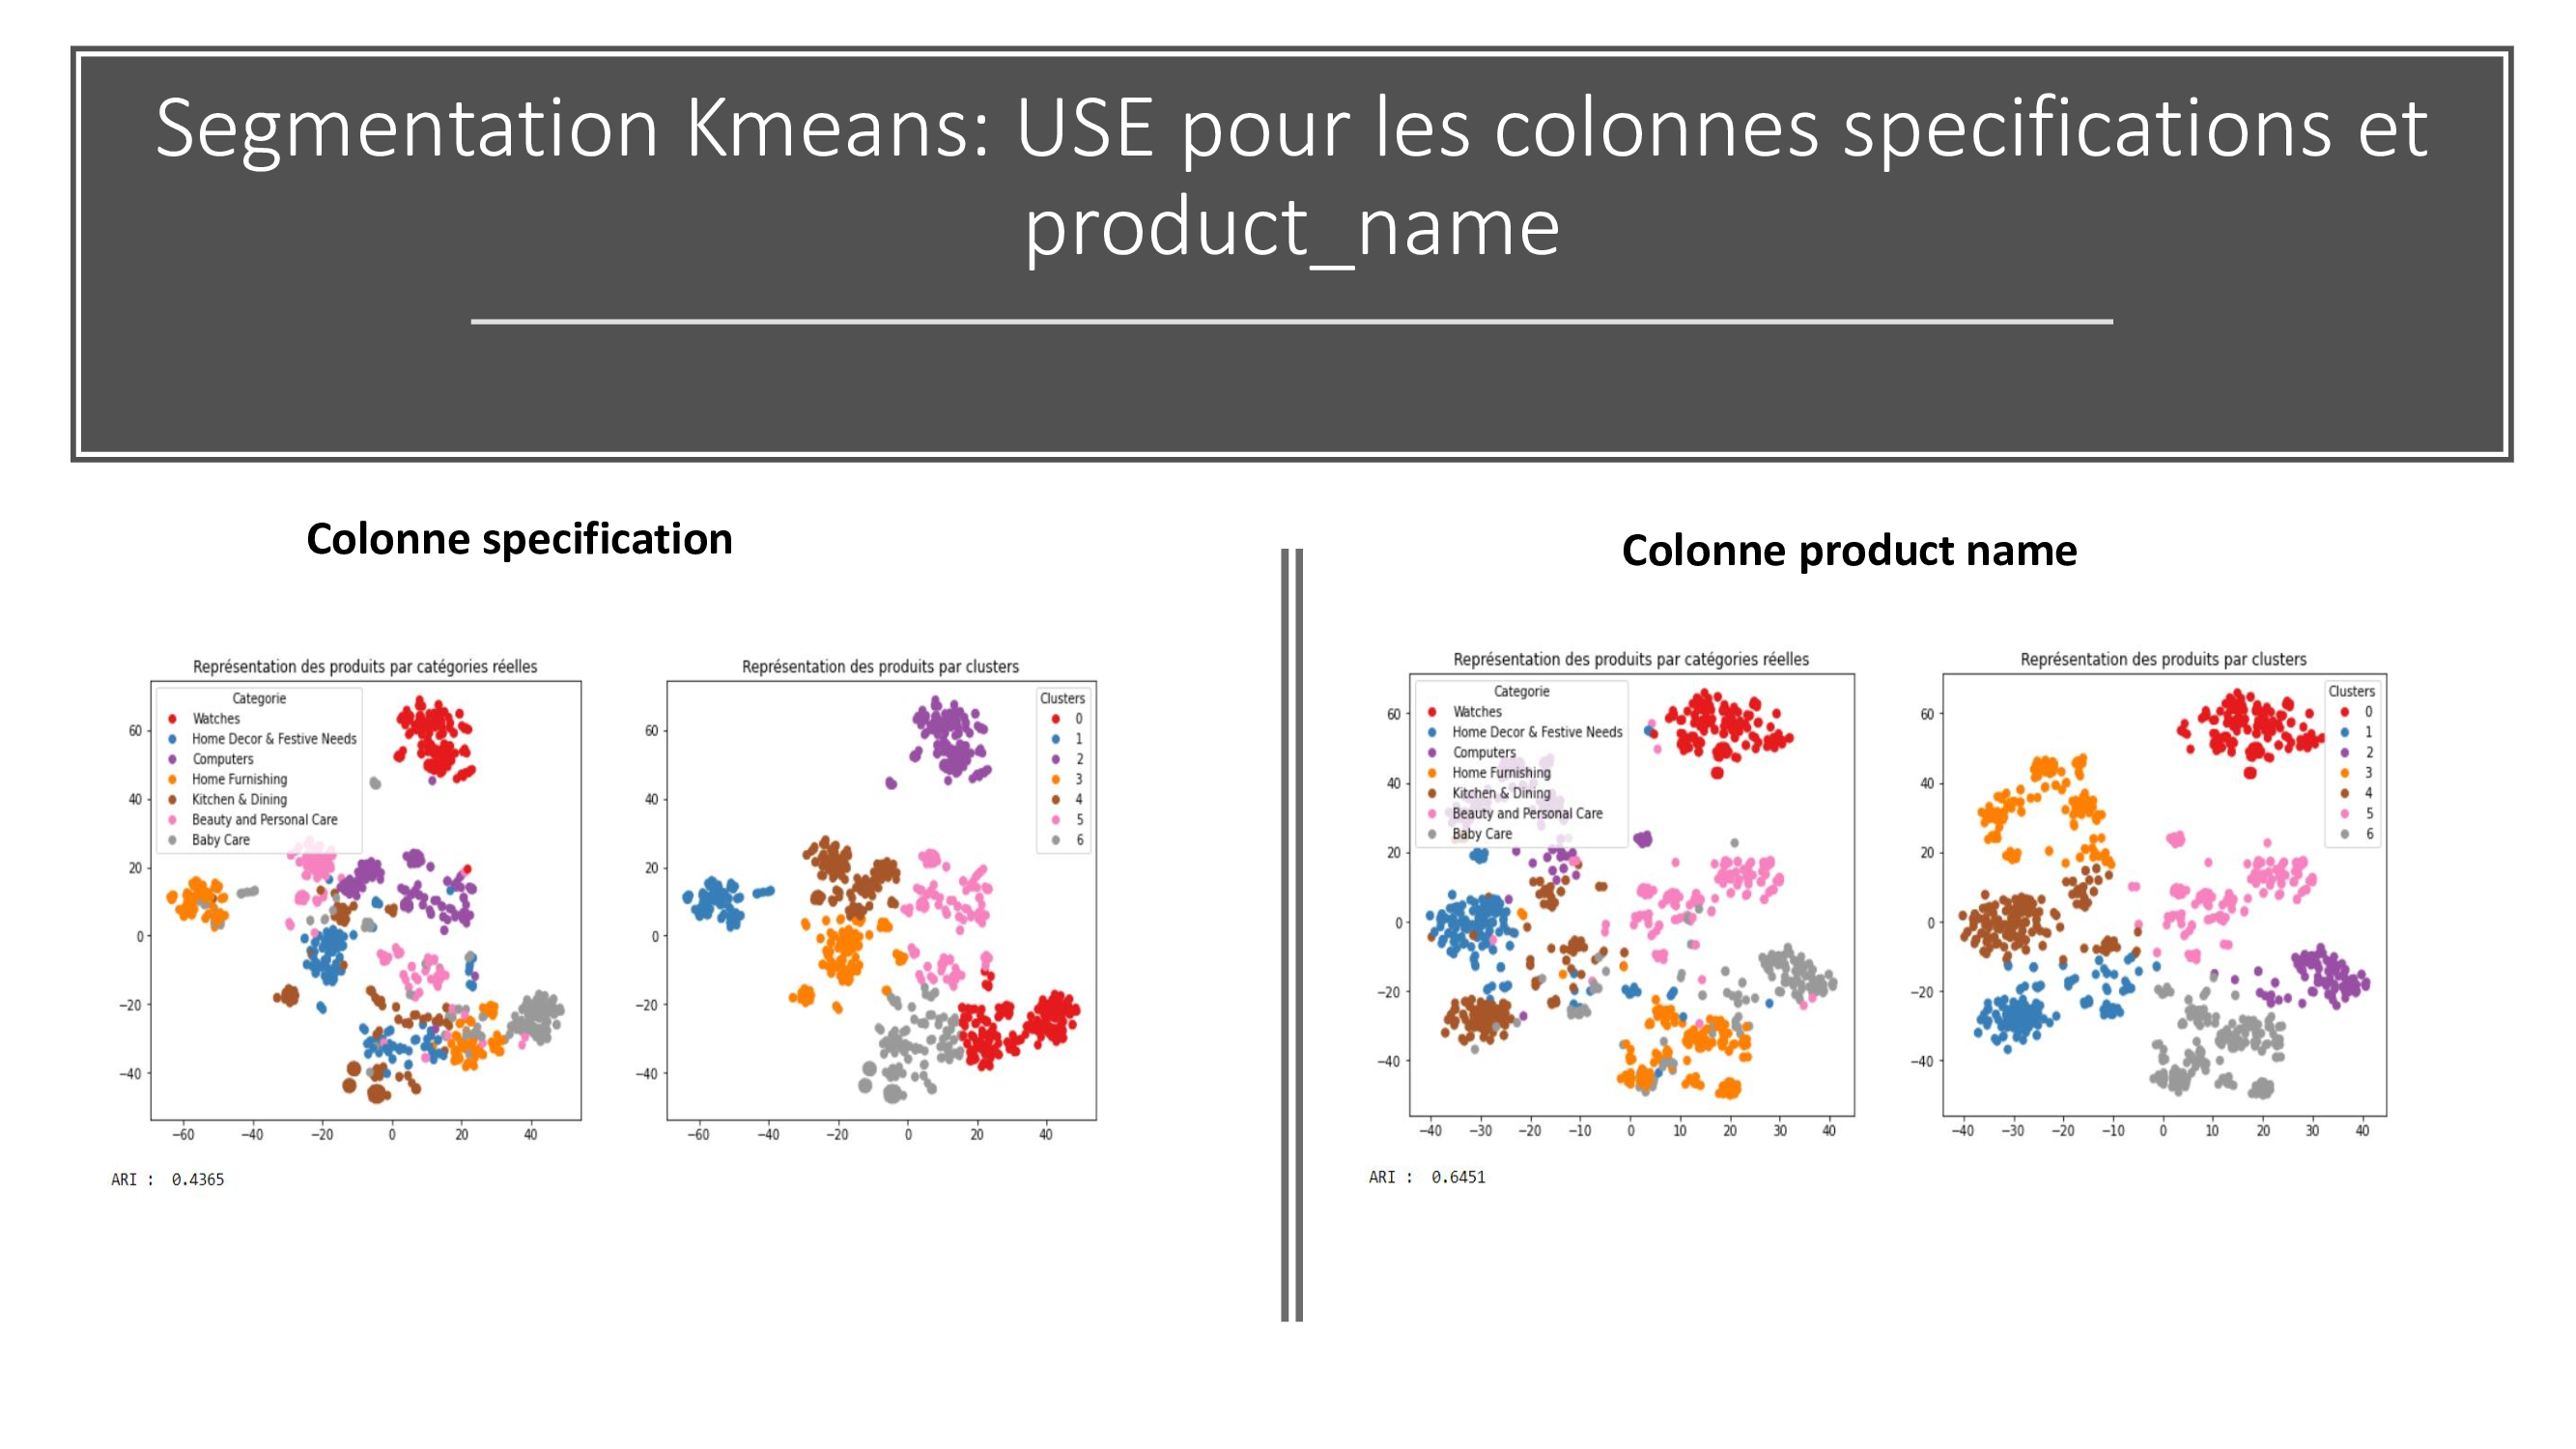 Segmentation Kmeans: USE pour les colonnes specifications et
product_name
Colonne specification
Représentation des produits par catégories réelles
Categorie
Watches
Home Decor & Festive Needs
Computers
Home Furnishing
Kitchen & Dining
Beauty and Personal Care
Baby Care
60
40
20
0
−20
−40
−60
−40
−20
0
20
40
Représentation des produits par clusters
Clusters
0
1
2
3
4
5
6
60
40
20
0
−20
−40
−60
−40
−20
0
20
40
ARI : 0.4365
Colonne product name
Représentation des produits par catégories réelles
Categorie
Watches
Home Decor & Festive Needs
Computers
Home Furnishing
Kitchen & Dining
Beauty and Personal Care
Baby Care
60
40
20
0
−20
−40
−40
−30
−20
−10
0
10
20
30
40
Représentation des produits par clusters
Clusters
0
1
2
3
4
5
6
60
40
20
0
−20
−40
−40
−30
−20
−10
0
10
20
30
40
ARI : 0.6451